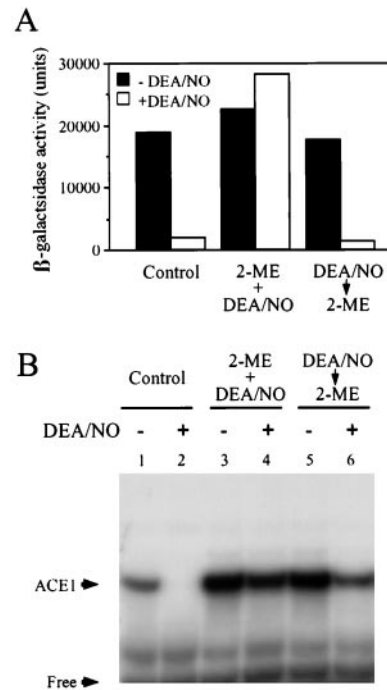 A
β-galactsidase activity (units)
30000
20000
10000
0
- DEA/NO
+DEA/NO
Control
2-ME
+
DEA/NO
DEA/NO
2-ME
B
Control
2-ME
+
DEA/NO
DEA/NO
2-ME
DEA/NO - + - + - +
1 2 3 4 5 6
ACE1
Free